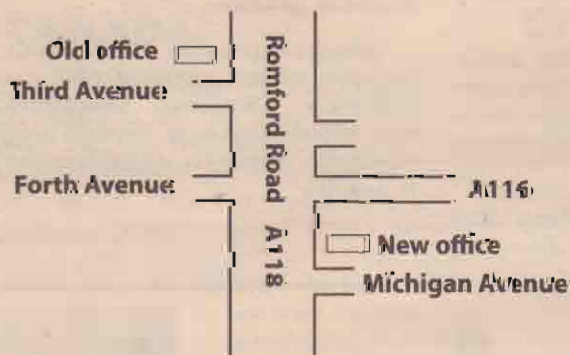 Old office
Third Avenue
Romford Road A118
Forth Avenue
A116
New office
Michigan Avenue